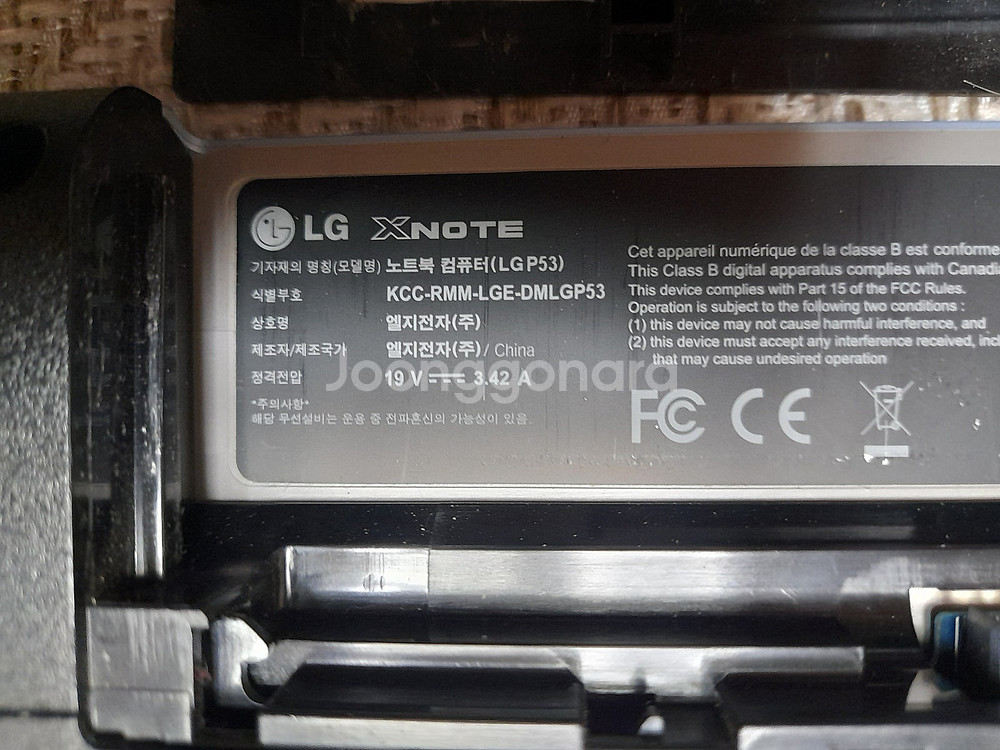 LG XNOTE
기자재의 명칭(모델명) 노트북 컴퓨터(LGP53)
식별부호 KCC-RMM-LGE-DMLGP53
상호명 엘지전자(주)
제조자/제조국가 엘지전자(주) / China
정격전압 19 V 3.42 A
*주의사항*
해당 무선설비는 운용 중 전파혼신의 가능성이 있음.
Cet appareil numérique de la classe B est conforme
This Class B digital apparatus complies with Canadi
This device complies with Part 15 of the FCC Rules.
Operation is subject to the following two conditions :
(1) this device may not cause harmful interference, and
(2) this device must accept any interference received, incl
that may cause undesired operation
FC CE
Joonggonara